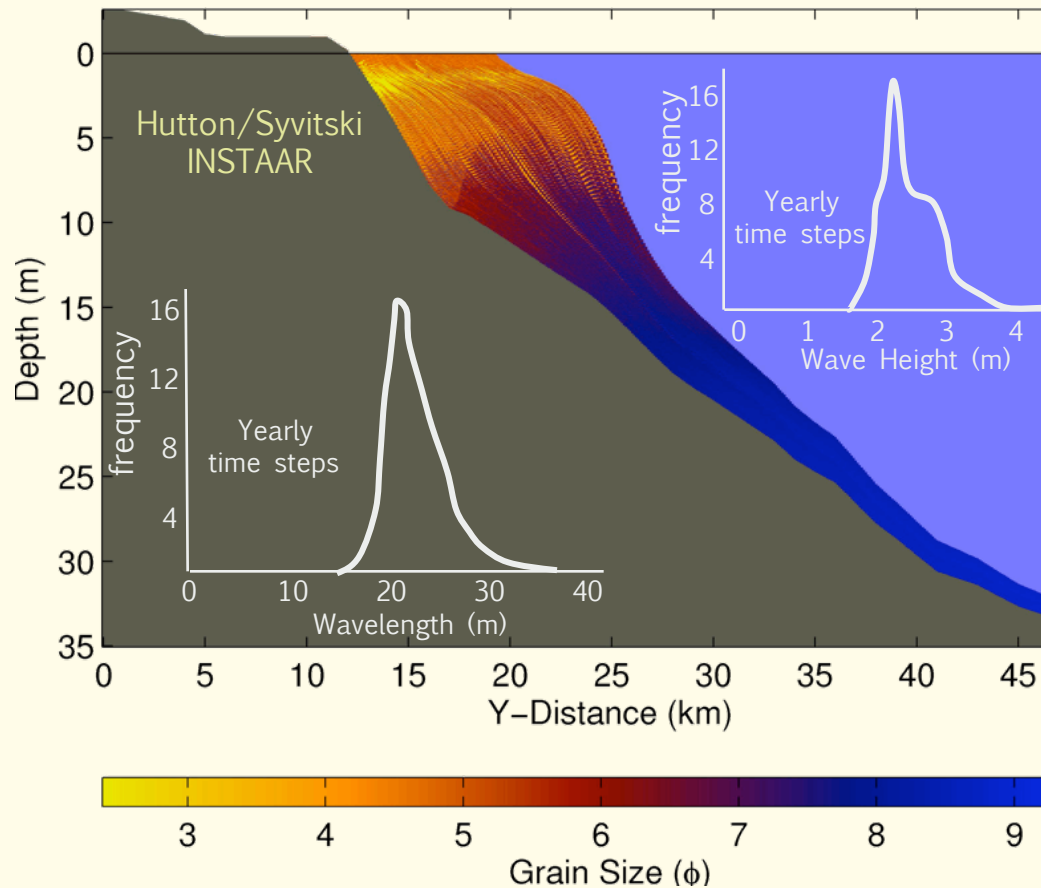 0
5
10
15
20
25
30
35
Depth (m)
Hutton/Syvitski
INSTAAR
frequency
16
12
8
4
Yearly
time steps
0 1 2 3 4
Wave Height (m)
frequency
16
12
8
4
Yearly
time steps
0 10 20 30 40
Wavelength (m)
0 5 10 15 20 25 30 35 40 45
Y−Distance (km)
3 4 5 6 7 8 9
Grain Size (ϕ)